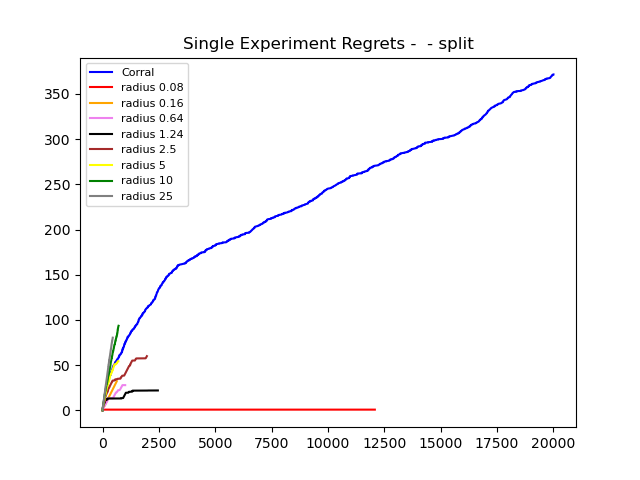 Single Experiment Regrets -  - split
Corral
radius 0.08
radius 0.16
radius 0.64
radius 1.24
radius 2.5
radius 5
radius 10
radius 25
350
300
250
200
150
100
50
0
0 2500 5000 7500 10000 12500 15000 17500 20000